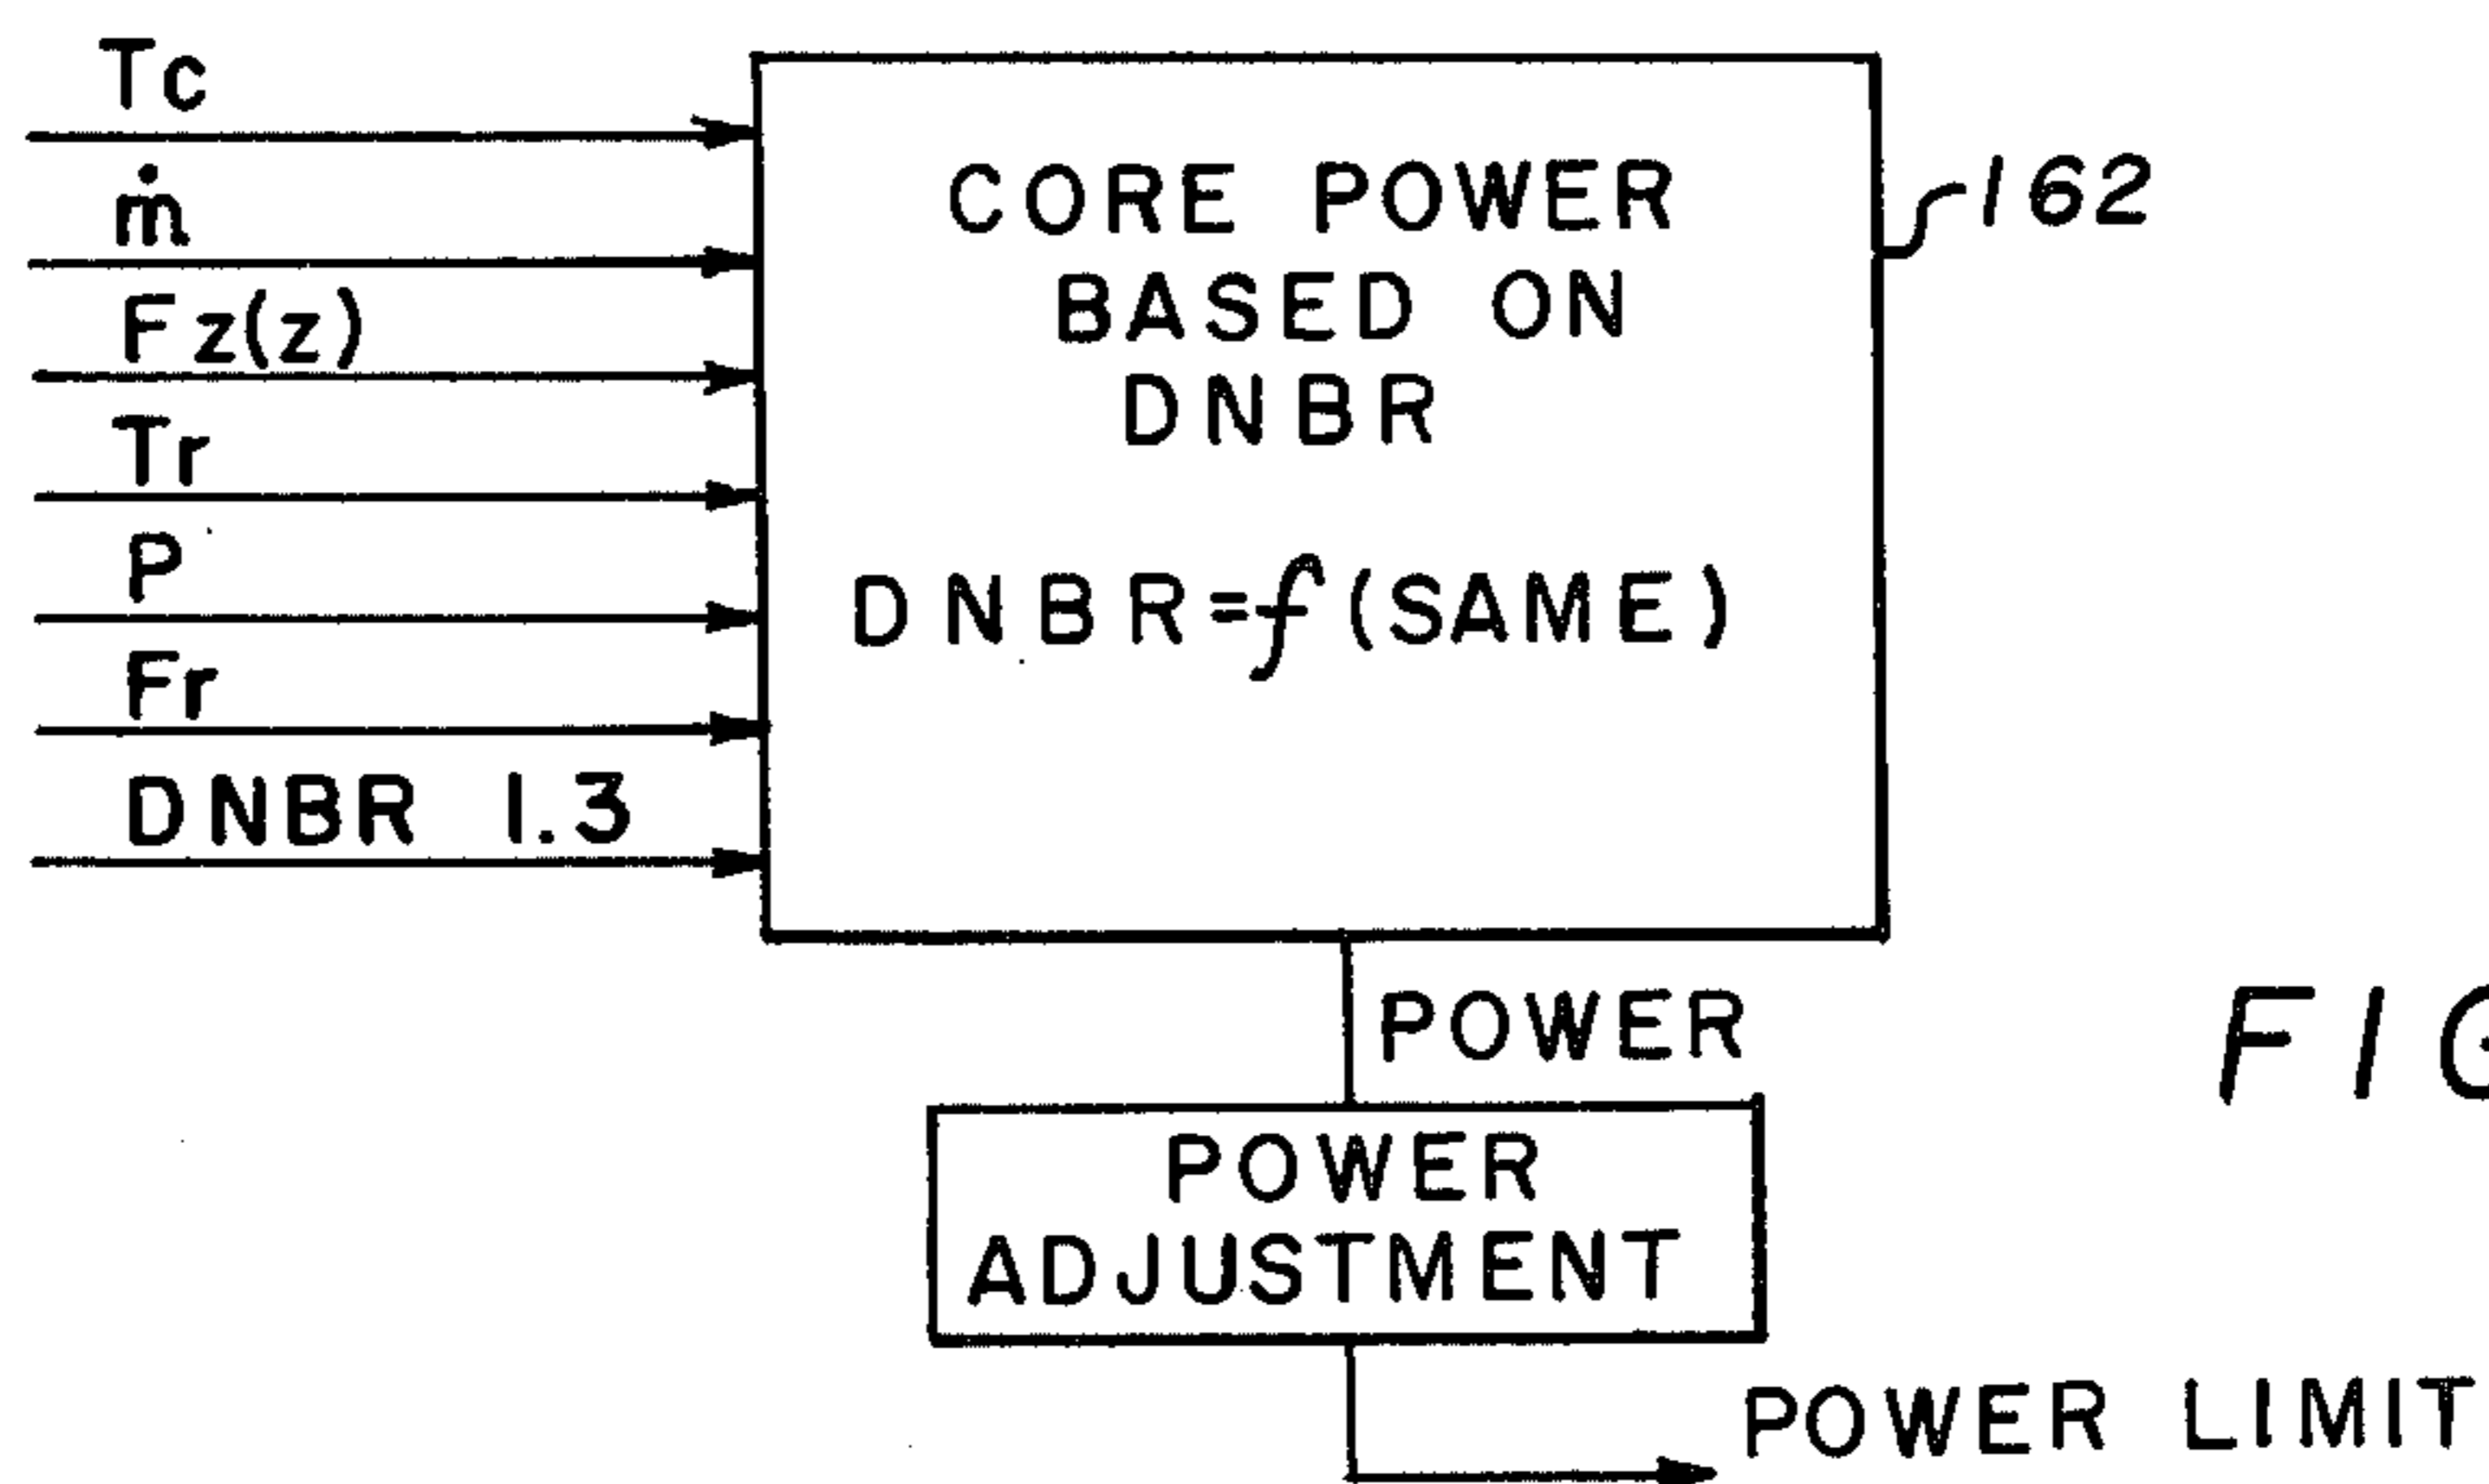 Tc
ṁ
Fz(z)
Tr
P
Fr
DNBR 1.3
CORE POWER
BASED ON
DNBR
DNBR=f(SAME)
162
POWER
FIG
POWER
ADJUSTMENT
POWER LIMIT